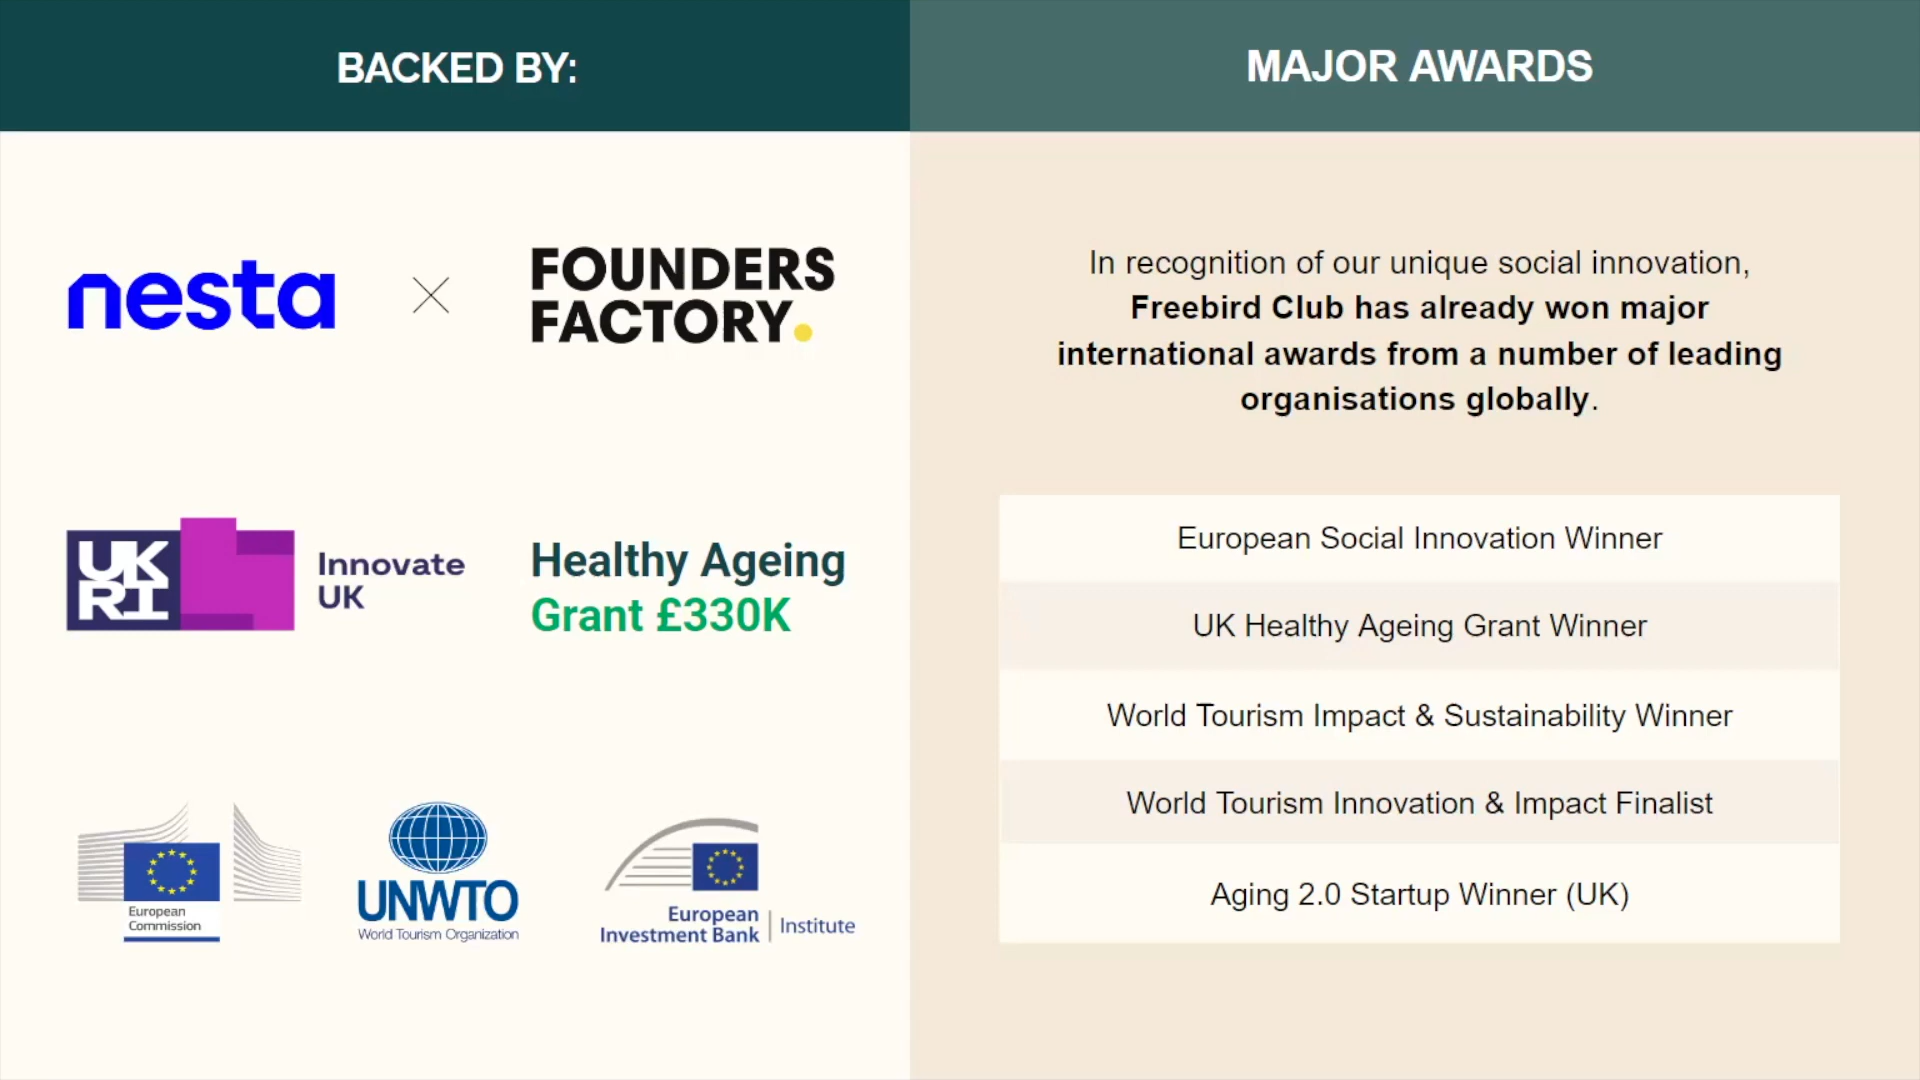 BACKED BY:
nesta
FOUNDERS
FACTORY.
UK
RI
Innovate
UK
Healthy Ageing
Grant £330K
European
Commission
UNWTO
World Tourism Organization
European
Investment Bank
Institute
MAJOR AWARDS
In recognition of our unique social innovation,
Freebird Club has already won major
international awards from a number of leading
organisations globally.
European Social Innovation Winner
UK Healthy Ageing Grant Winner
World Tourism Impact & Sustainability Winner
World Tourism Innovation & Impact Finalist
Aging 2.0 Startup Winner (UK)